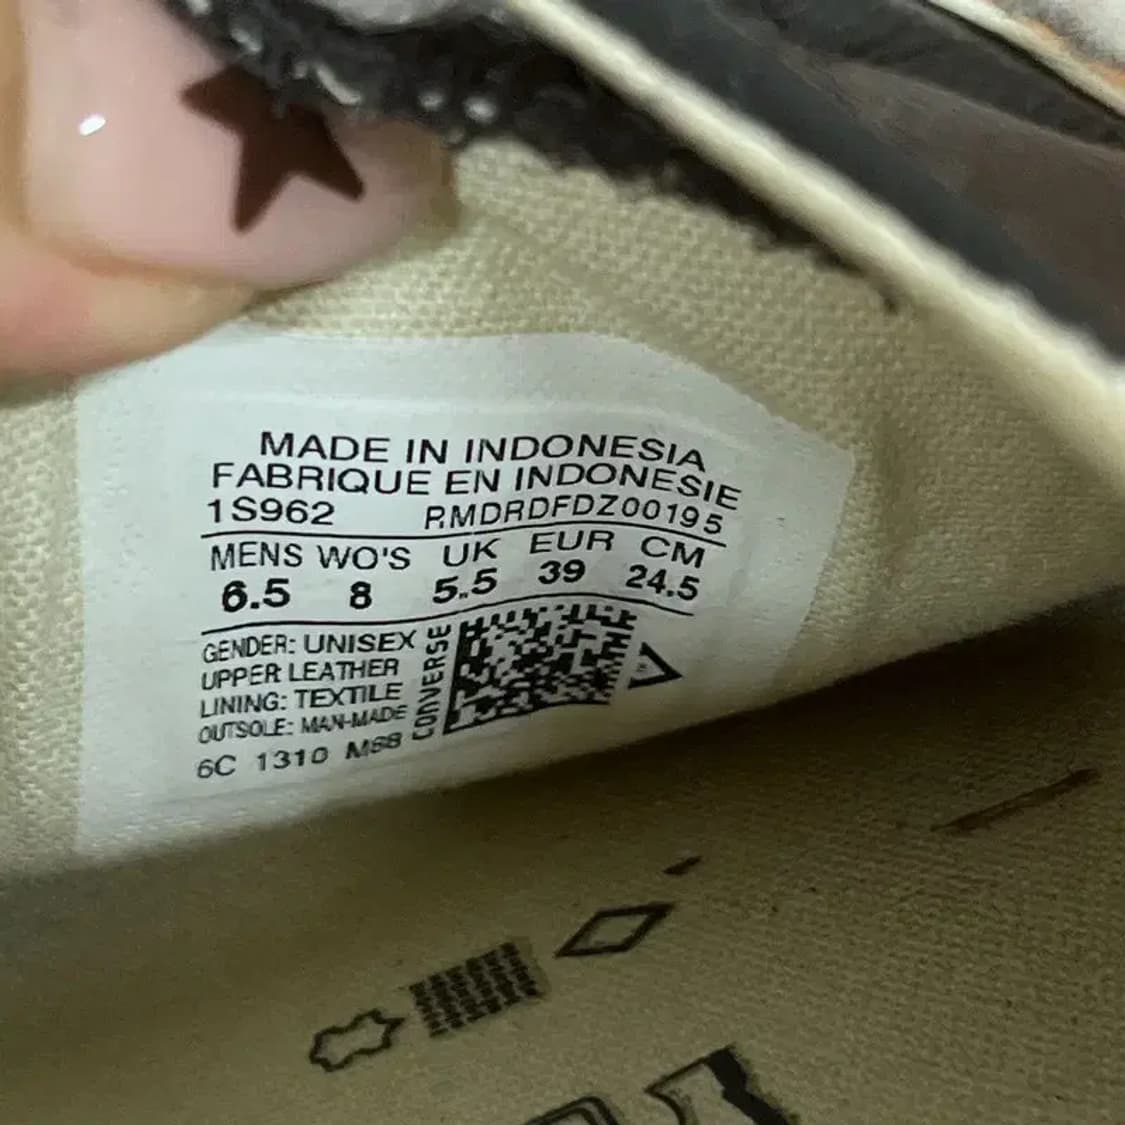 MADE IN INDONESIA
FABRIQUE EN INDONESIE
1S962 RMDRDFDZ00195
MENS WO'S UK EUR CM
6.5 8 5.5 39 24.5
GENDER: UNISEX
UPPER LEATHER
LINING: TEXTILE
OUTSOLE: MAN-MADE
6C 1310 M68
CONVERSE